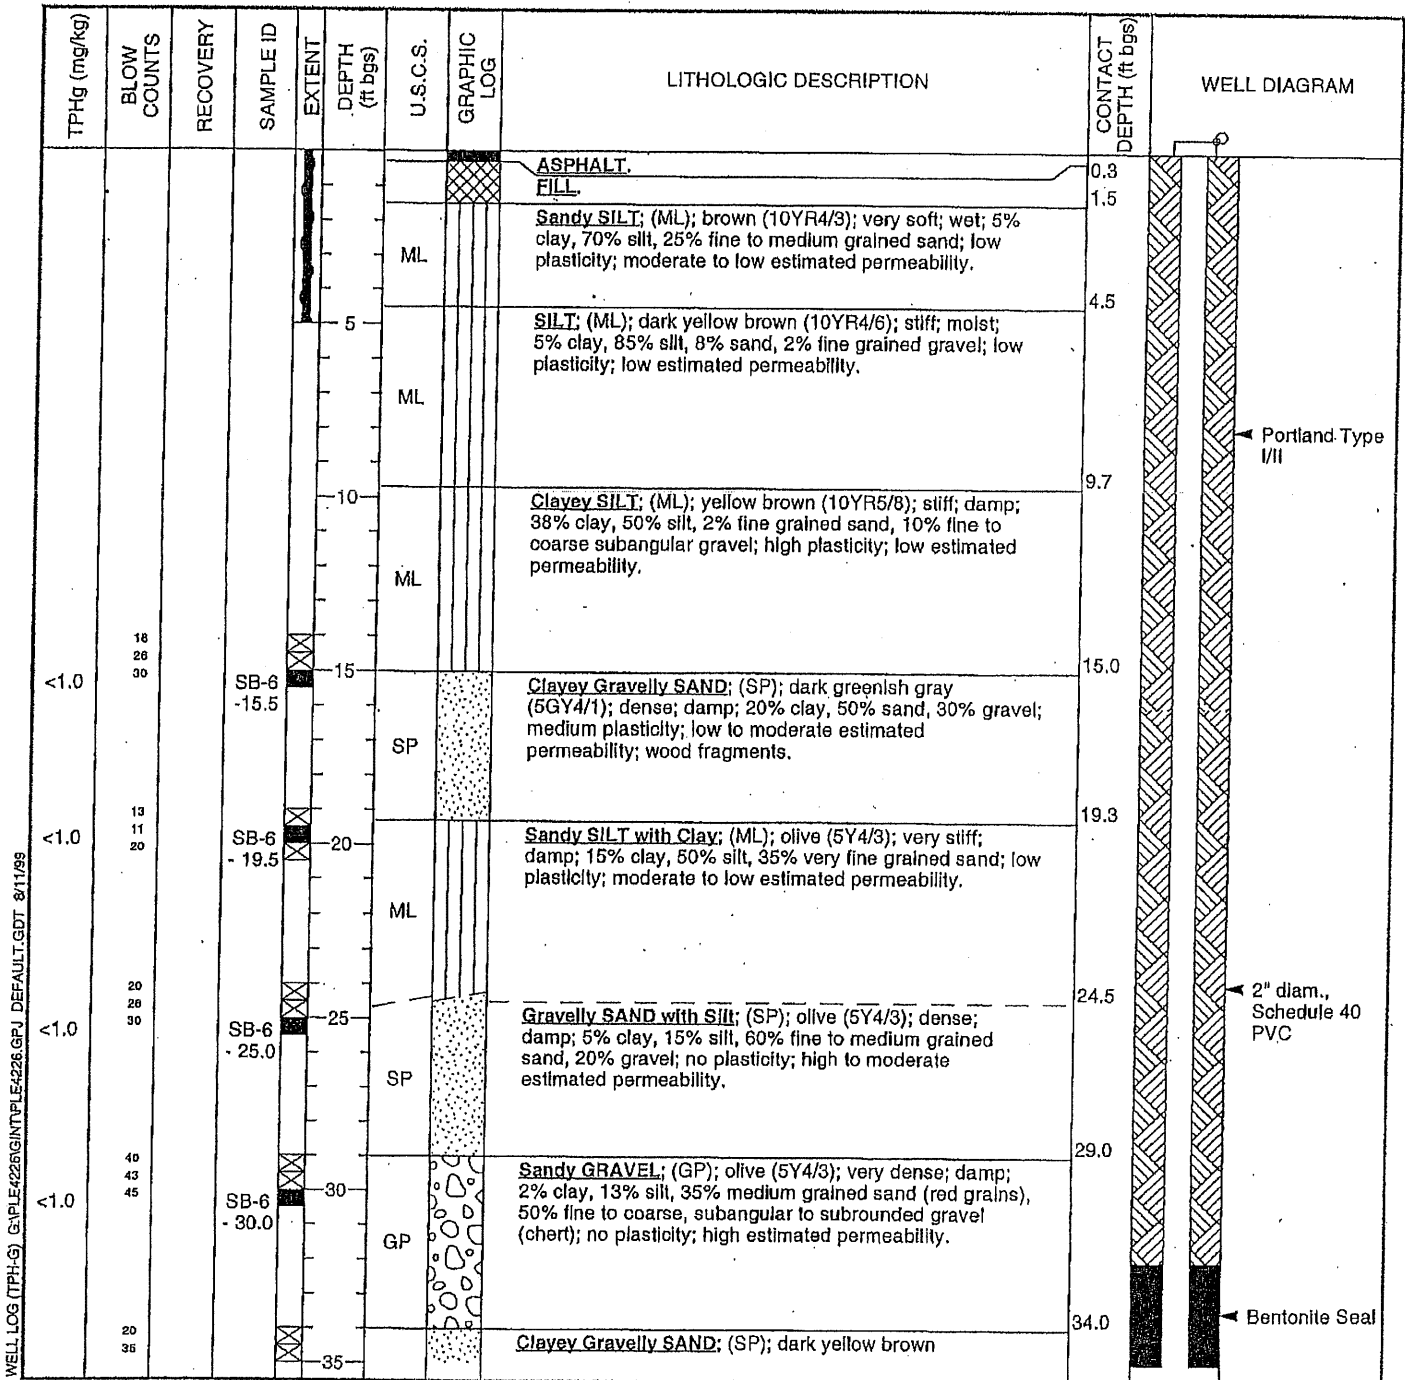 TPHg (mg/kg)
BLOW
COUNTS
RECOVERY
SAMPLE ID
EXTENT
DEPTH
(ft bgs)
U.S.C.S.
GRAPHIC
LOG
LITHOLOGIC DESCRIPTION
CONTACT
DEPTH (ft bgs)
WELL DIAGRAM
ASPHALT.
0.3
FILL.
1.5
Sandy SILT; (ML); brown (10YR4/3); very soft; wet; 5%
clay, 70% silt, 25% fine to medium grained sand; low
plasticity; moderate to low estimated permeability.
ML
4.5
5
SILT; (ML); dark yellow brown (10YR4/6); stiff; moist;
5% clay, 85% silt, 8% sand, 2% fine grained gravel; low
plasticity; low estimated permeability.
ML
Portland Type
I/II
9.7
10
Clayey SILT; (ML); yellow brown (10YR5/8); stiff; damp;
38% clay, 50% silt, 2% fine grained sand, 10% fine to
coarse subangular gravel; high plasticity; low estimated
permeability.
ML
18
26
30
15
15.0
<1.0
SB-6
-15.5
Clayey Gravelly SAND; (SP); dark greenish gray
(5GY4/1); dense; damp; 20% clay, 50% sand, 30% gravel;
medium plasticity; low to moderate estimated
permeability; wood fragments.
SP
13
11
20
19.3
<1.0
SB-6
- 19.5
20
Sandy SILT with Clay; (ML); olive (5Y4/3); very stiff;
damp; 15% clay, 50% silt, 35% very fine grained sand; low
plasticity; moderate to low estimated permeability.
ML
20
26
30
24.5
2" diam.,
Schedule 40
PVC
<1.0
SB-6
- 25.0
25
Gravelly SAND with Silt; (SP); olive (5Y4/3); dense;
damp; 5% clay, 15% silt, 60% fine to medium grained
sand, 20% gravel; no plasticity; high to moderate
estimated permeability.
SP
29.0
40
43
45
<1.0
SB-6
- 30.0
30
Sandy GRAVEL; (GP); olive (5Y4/3); very dense; damp;
2% clay, 13% silt, 35% medium grained sand (red grains),
50% fine to coarse, subangular to subrounded gravel
(chert); no plasticity; high estimated permeability.
GP
34.0
Bentonite Seal
20
35
35
Clayey Gravelly SAND; (SP); dark yellow brown
WELL LOG (TPH-G) G:\PLE4226\GINT\PLE4226.GPJ DEFAULT.GDT 8/11/99